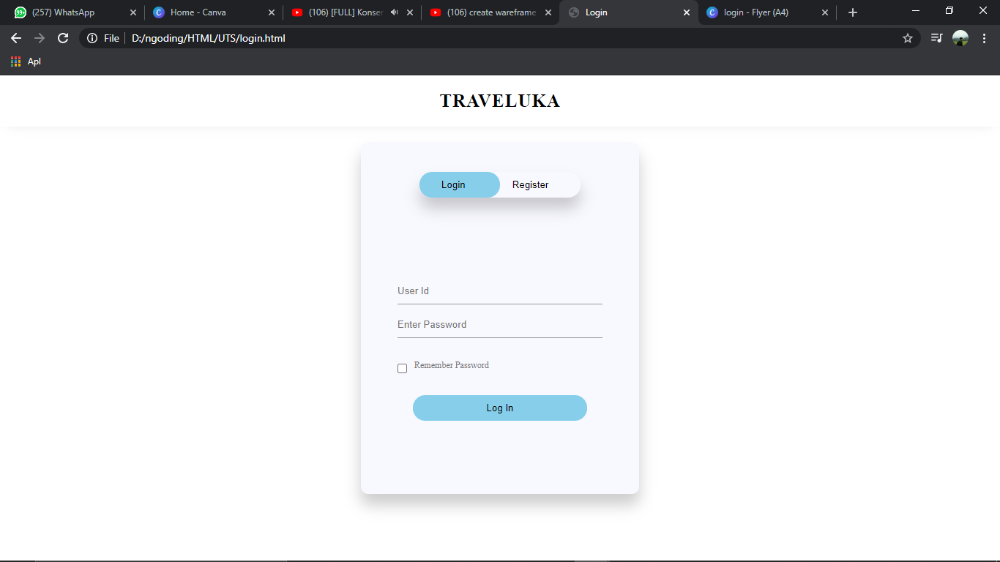 (257) WhatsApp
Home - Canva
(106) [FULL] Konser
(106) create wareframe
Login
login - Flyer (A4)
File
D:/ngoding/HTML/UTS/login.html
Apl
TRAVELUKA
Login
Register
User Id
Enter Password
Remember Password
Log In